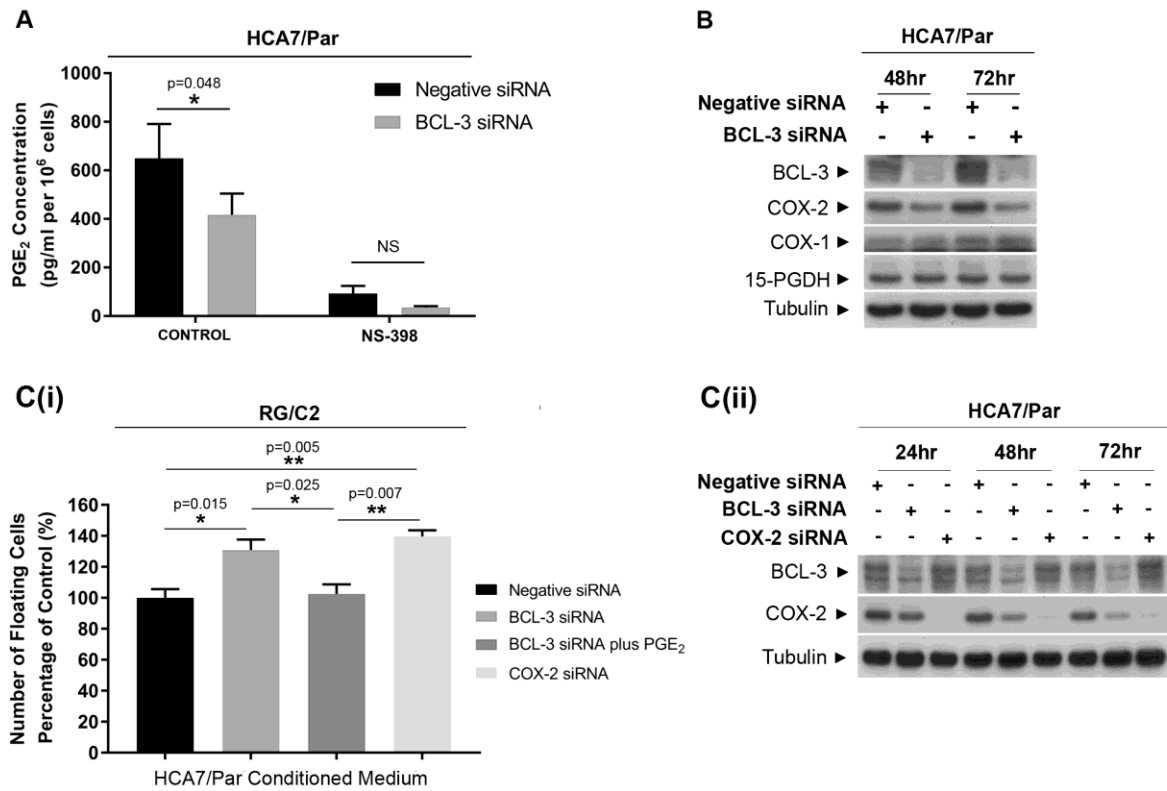 A
HCA7/Par
p=0.048
*
Negative siRNA
BCL-3 siRNA
NS
PGE₂ Concentration
(pg/ml per 10⁶ cells)
1000
800
600
400
200
0
CONTROL
NS-398
B
HCA7/Par
48hr 72hr
Negative siRNA + - + -
BCL-3 siRNA - + - +
BCL-3 ►
COX-2 ►
COX-1 ►
15-PGDH ►
Tubulin ►
C(i)
RG/C2
p=0.005
**
p=0.015
*
p=0.025
*
p=0.007
**
Number of Floating Cells
Percentage of Control (%)
160
140
120
100
80
60
40
20
0
HCA7/Par Conditioned Medium
Negative siRNA
BCL-3 siRNA
BCL-3 siRNA plus PGE₂
COX-2 siRNA
C(ii)
HCA7/Par
24hr 48hr 72hr
Negative siRNA + - - + - - + - -
BCL-3 siRNA - + - - + - - + -
COX-2 siRNA - - + - - + - - +
BCL-3 ►
COX-2 ►
Tubulin ►